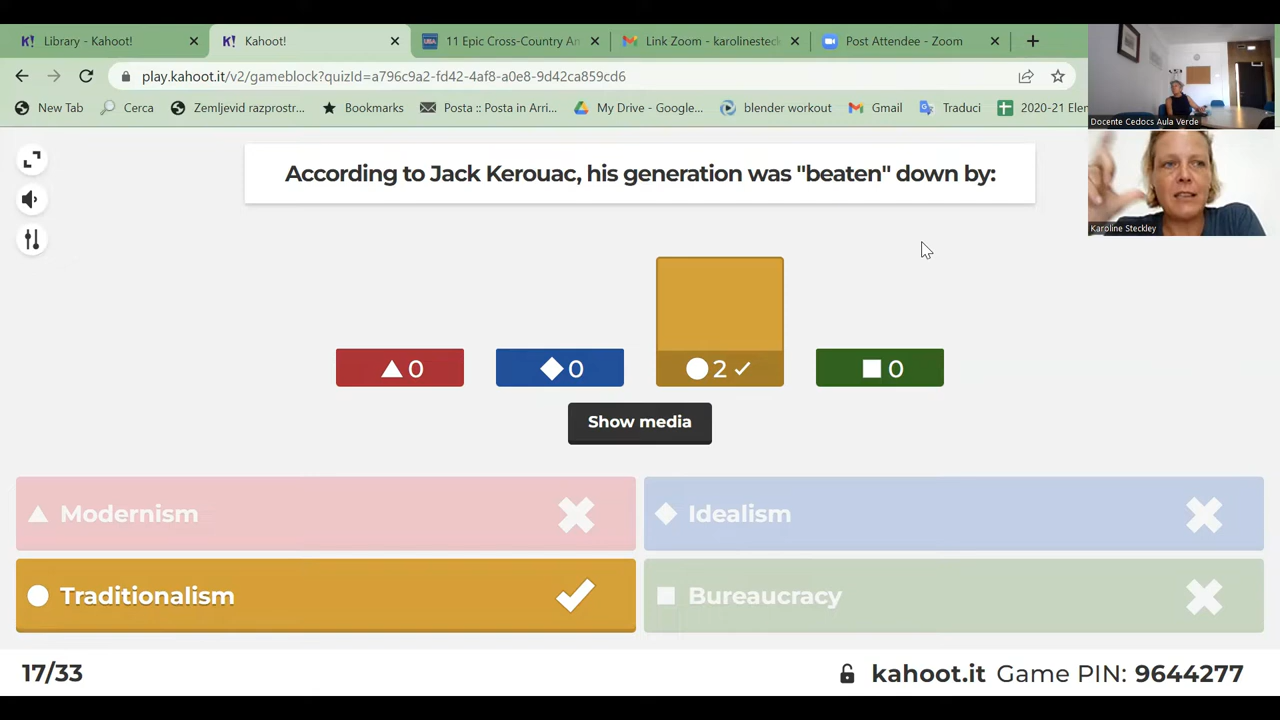 Library - Kahoot!
Kahoot!
11 Epic Cross-Country An
Link Zoom - karolinesteck
Post Attendee - Zoom
play.kahoot.it/v2/gameblock?quizId=a796c9a2-fd42-4af8-a0e8-9d42ca859cd6
New Tab
Cerca
Zemljevid razprostr...
Bookmarks
Posta :: Posta in Arri...
My Drive - Google...
blender workout
Gmail
Traduci
2020-21 Elen
Docente Cedocs Aula Verde
Karoline Steckley
According to Jack Kerouac, his generation was "beaten" down by:
0
0
2
0
Show media
Modernism
Idealism
Traditionalism
Bureaucracy
17/33
kahoot.it Game PIN: 9644277